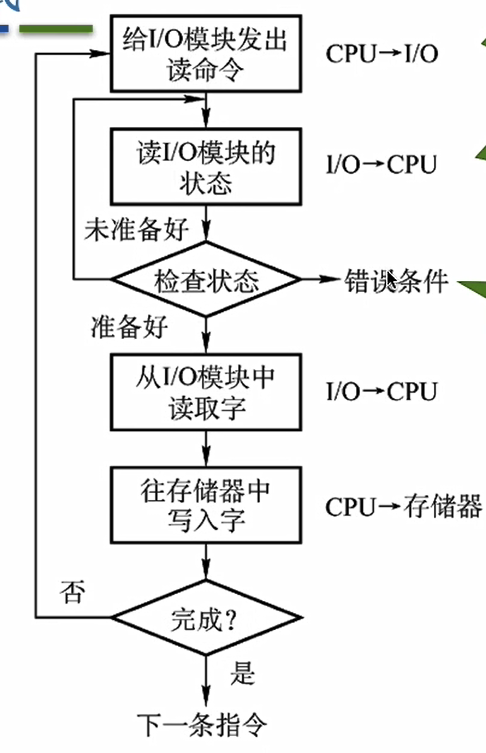 给I/O模块发出
读命令
CPU→I/O
读I/O模块的
状态
I/O→CPU
未准备好
检查状态
错误条件
准备好
从I/O模块中
读取字
I/O→CPU
往存储器中
写入字
CPU→存储器
否
完成?
是
下一条指令